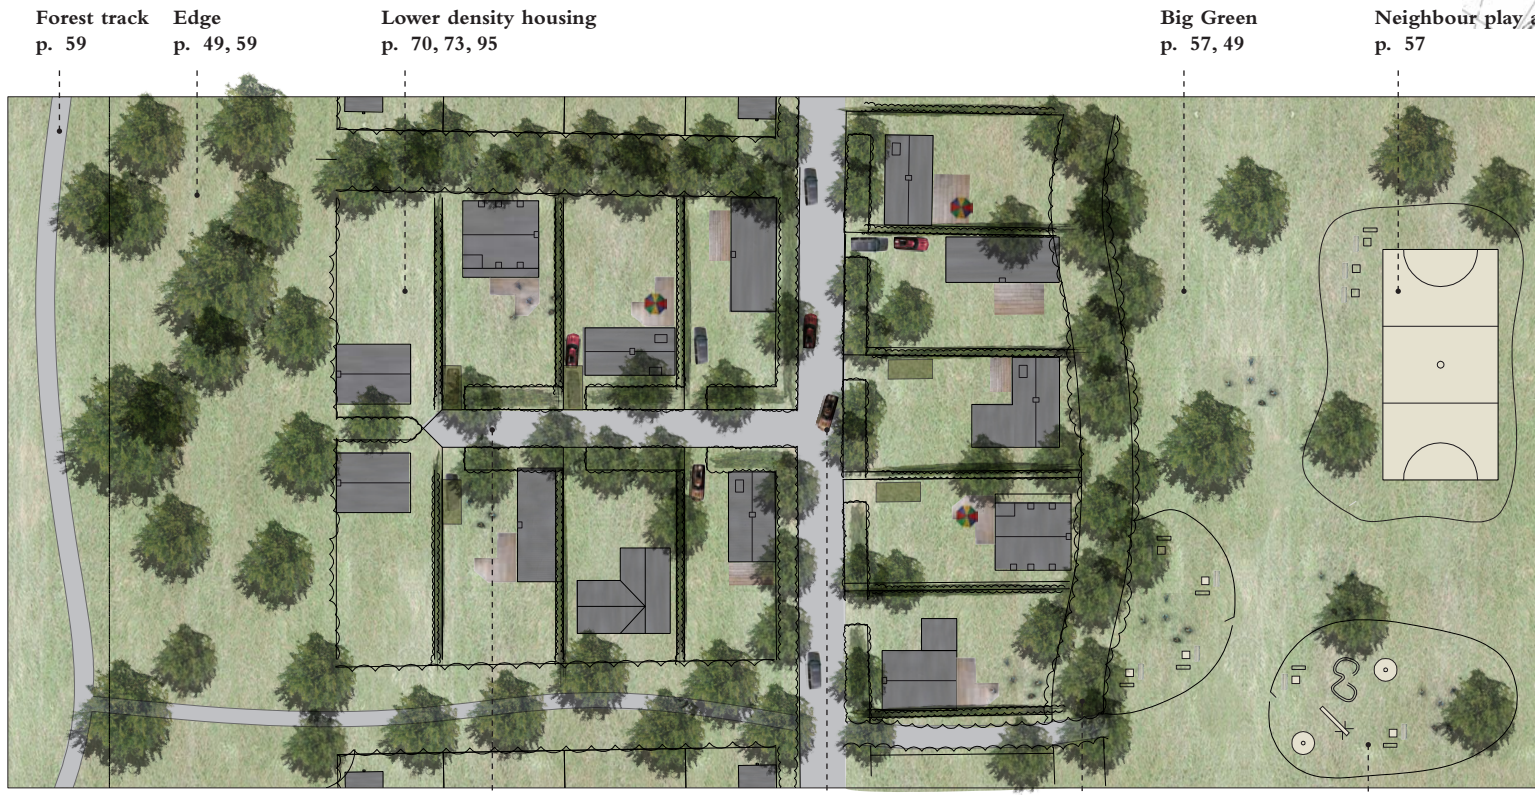 Forest track
p. 59
Edge
p. 49, 59
Lower density housing
p. 70, 73, 95
Big Green
p. 57, 49
Neighbour play
p. 57